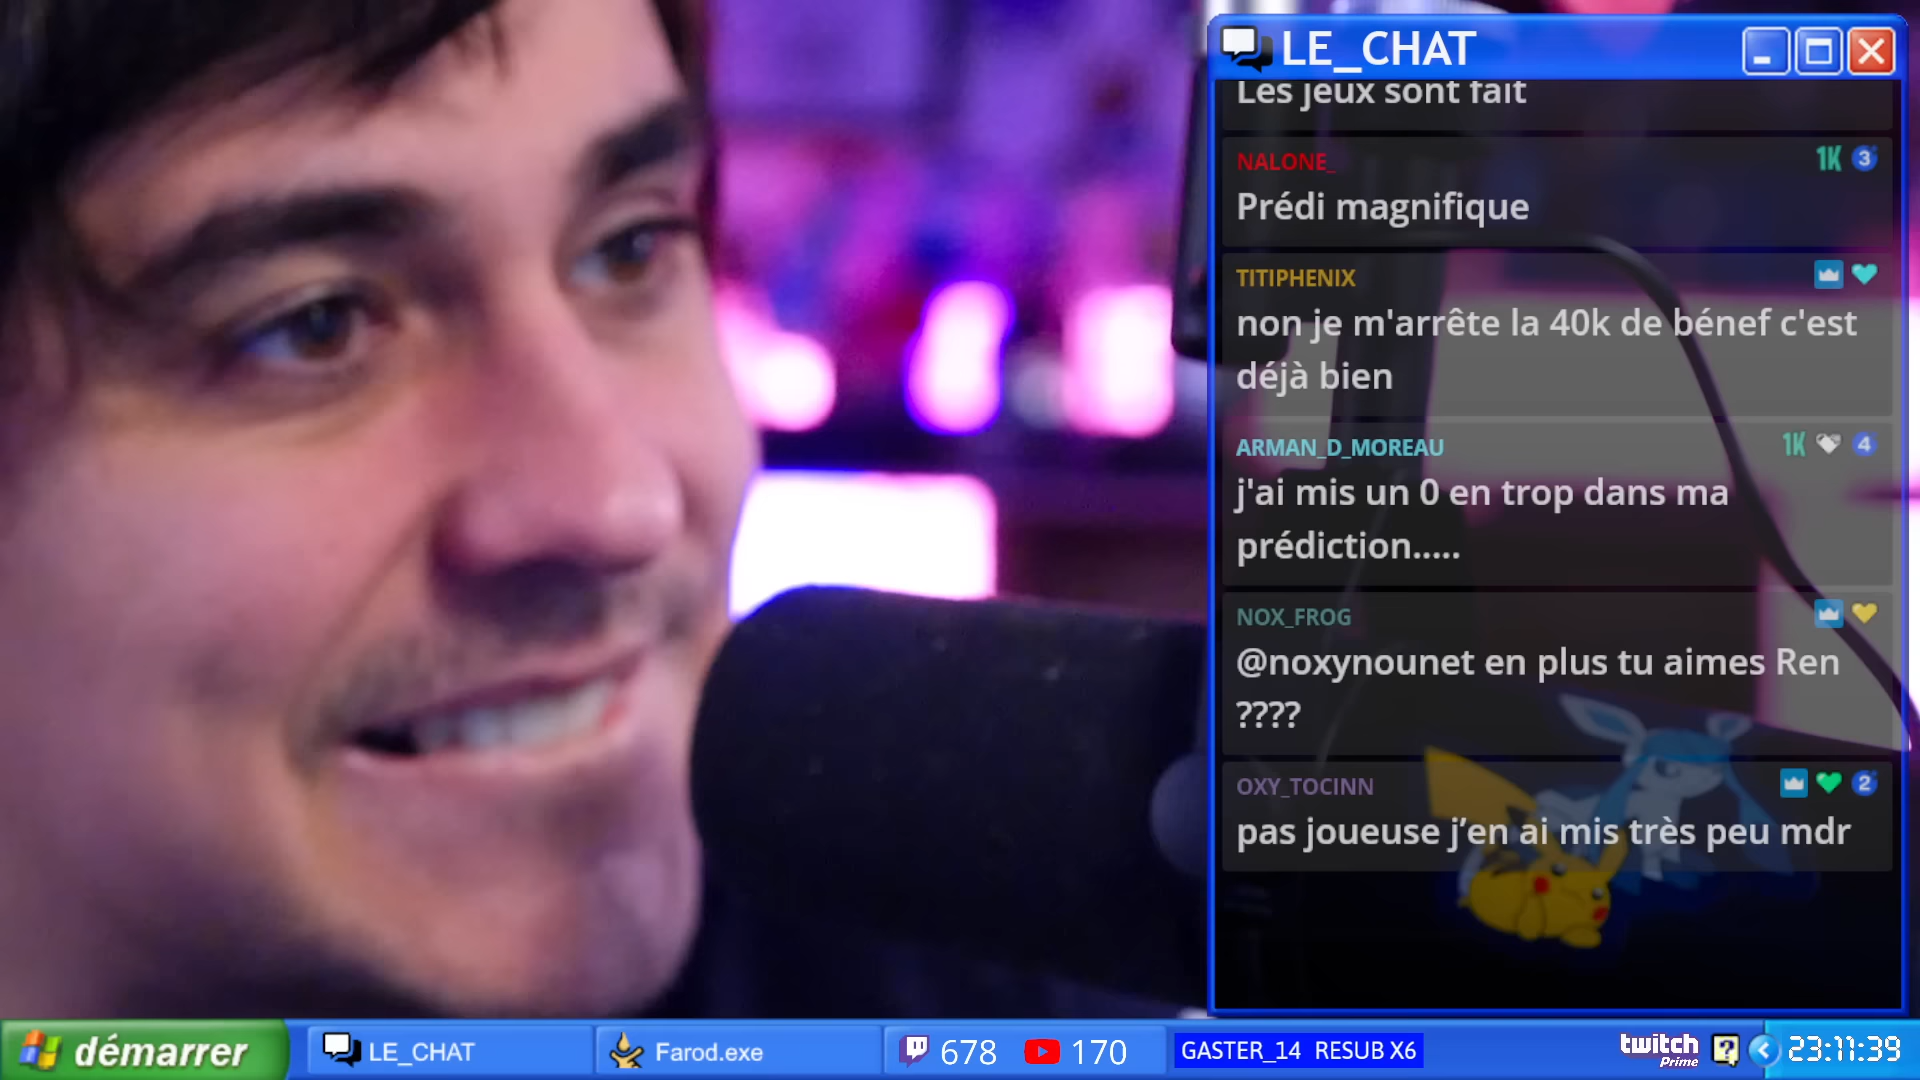 LE_CHAT
Les jeux sont fait
NALONE_ 1K 3
Prédi magnifique
TITIPHENIX
non je m'arrête la 40k de bénef c'est
déjà bien
ARMAN_D_MOREAU 1K 4
j'ai mis un 0 en trop dans ma
prédiction.....
NOX_FROG
@noxynounet en plus tu aimes Ren
????
OXY_TOCINN 2
pas joueuse j’en ai mis très peu mdr
démarrer LE_CHAT Farod.exe 678 170 GASTER_14 RESUB X6 twitch Prime ? 23:11:39